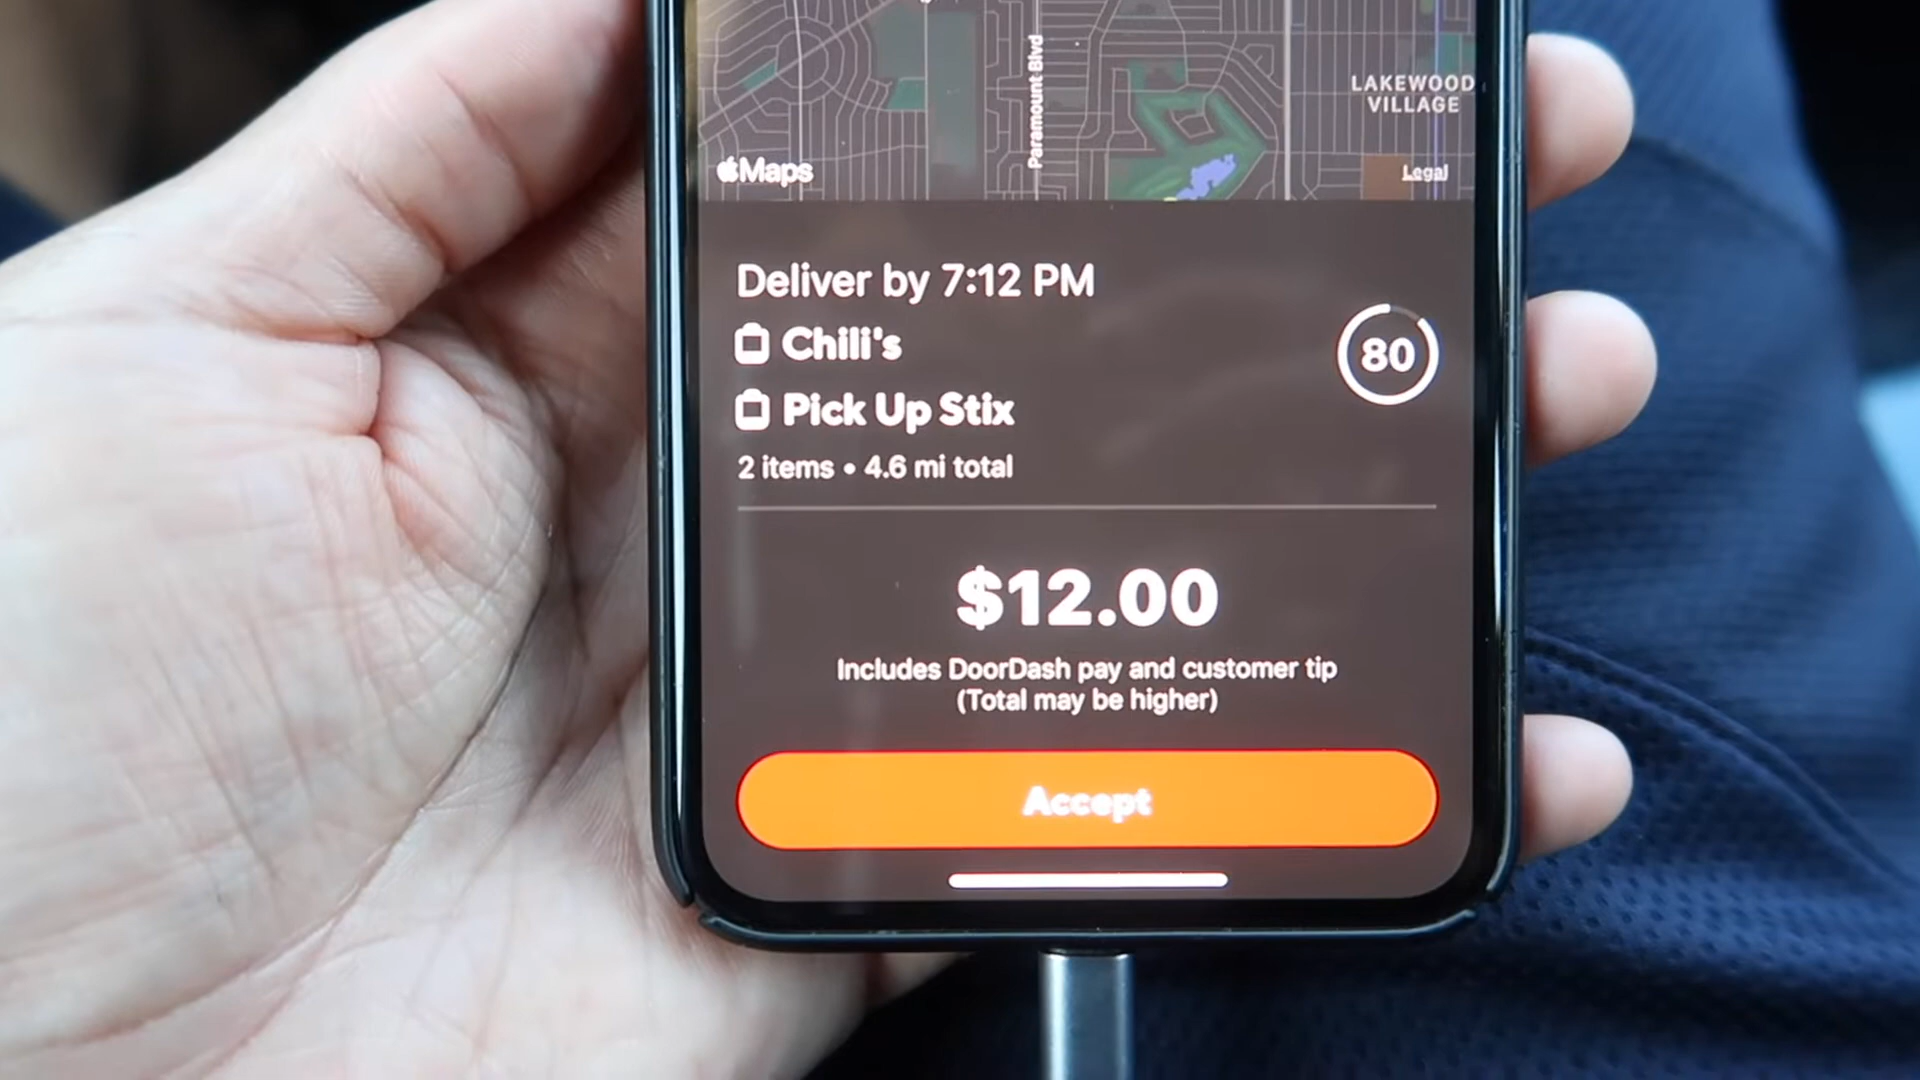 Paramount Blvd
LAKEWOOD
VILLAGE
Maps
Legal
Deliver by 7:12 PM
Chili's
80
Pick Up Stix
2 items • 4.6 mi total
$12.00
Includes DoorDash pay and customer tip
(Total may be higher)
Accept